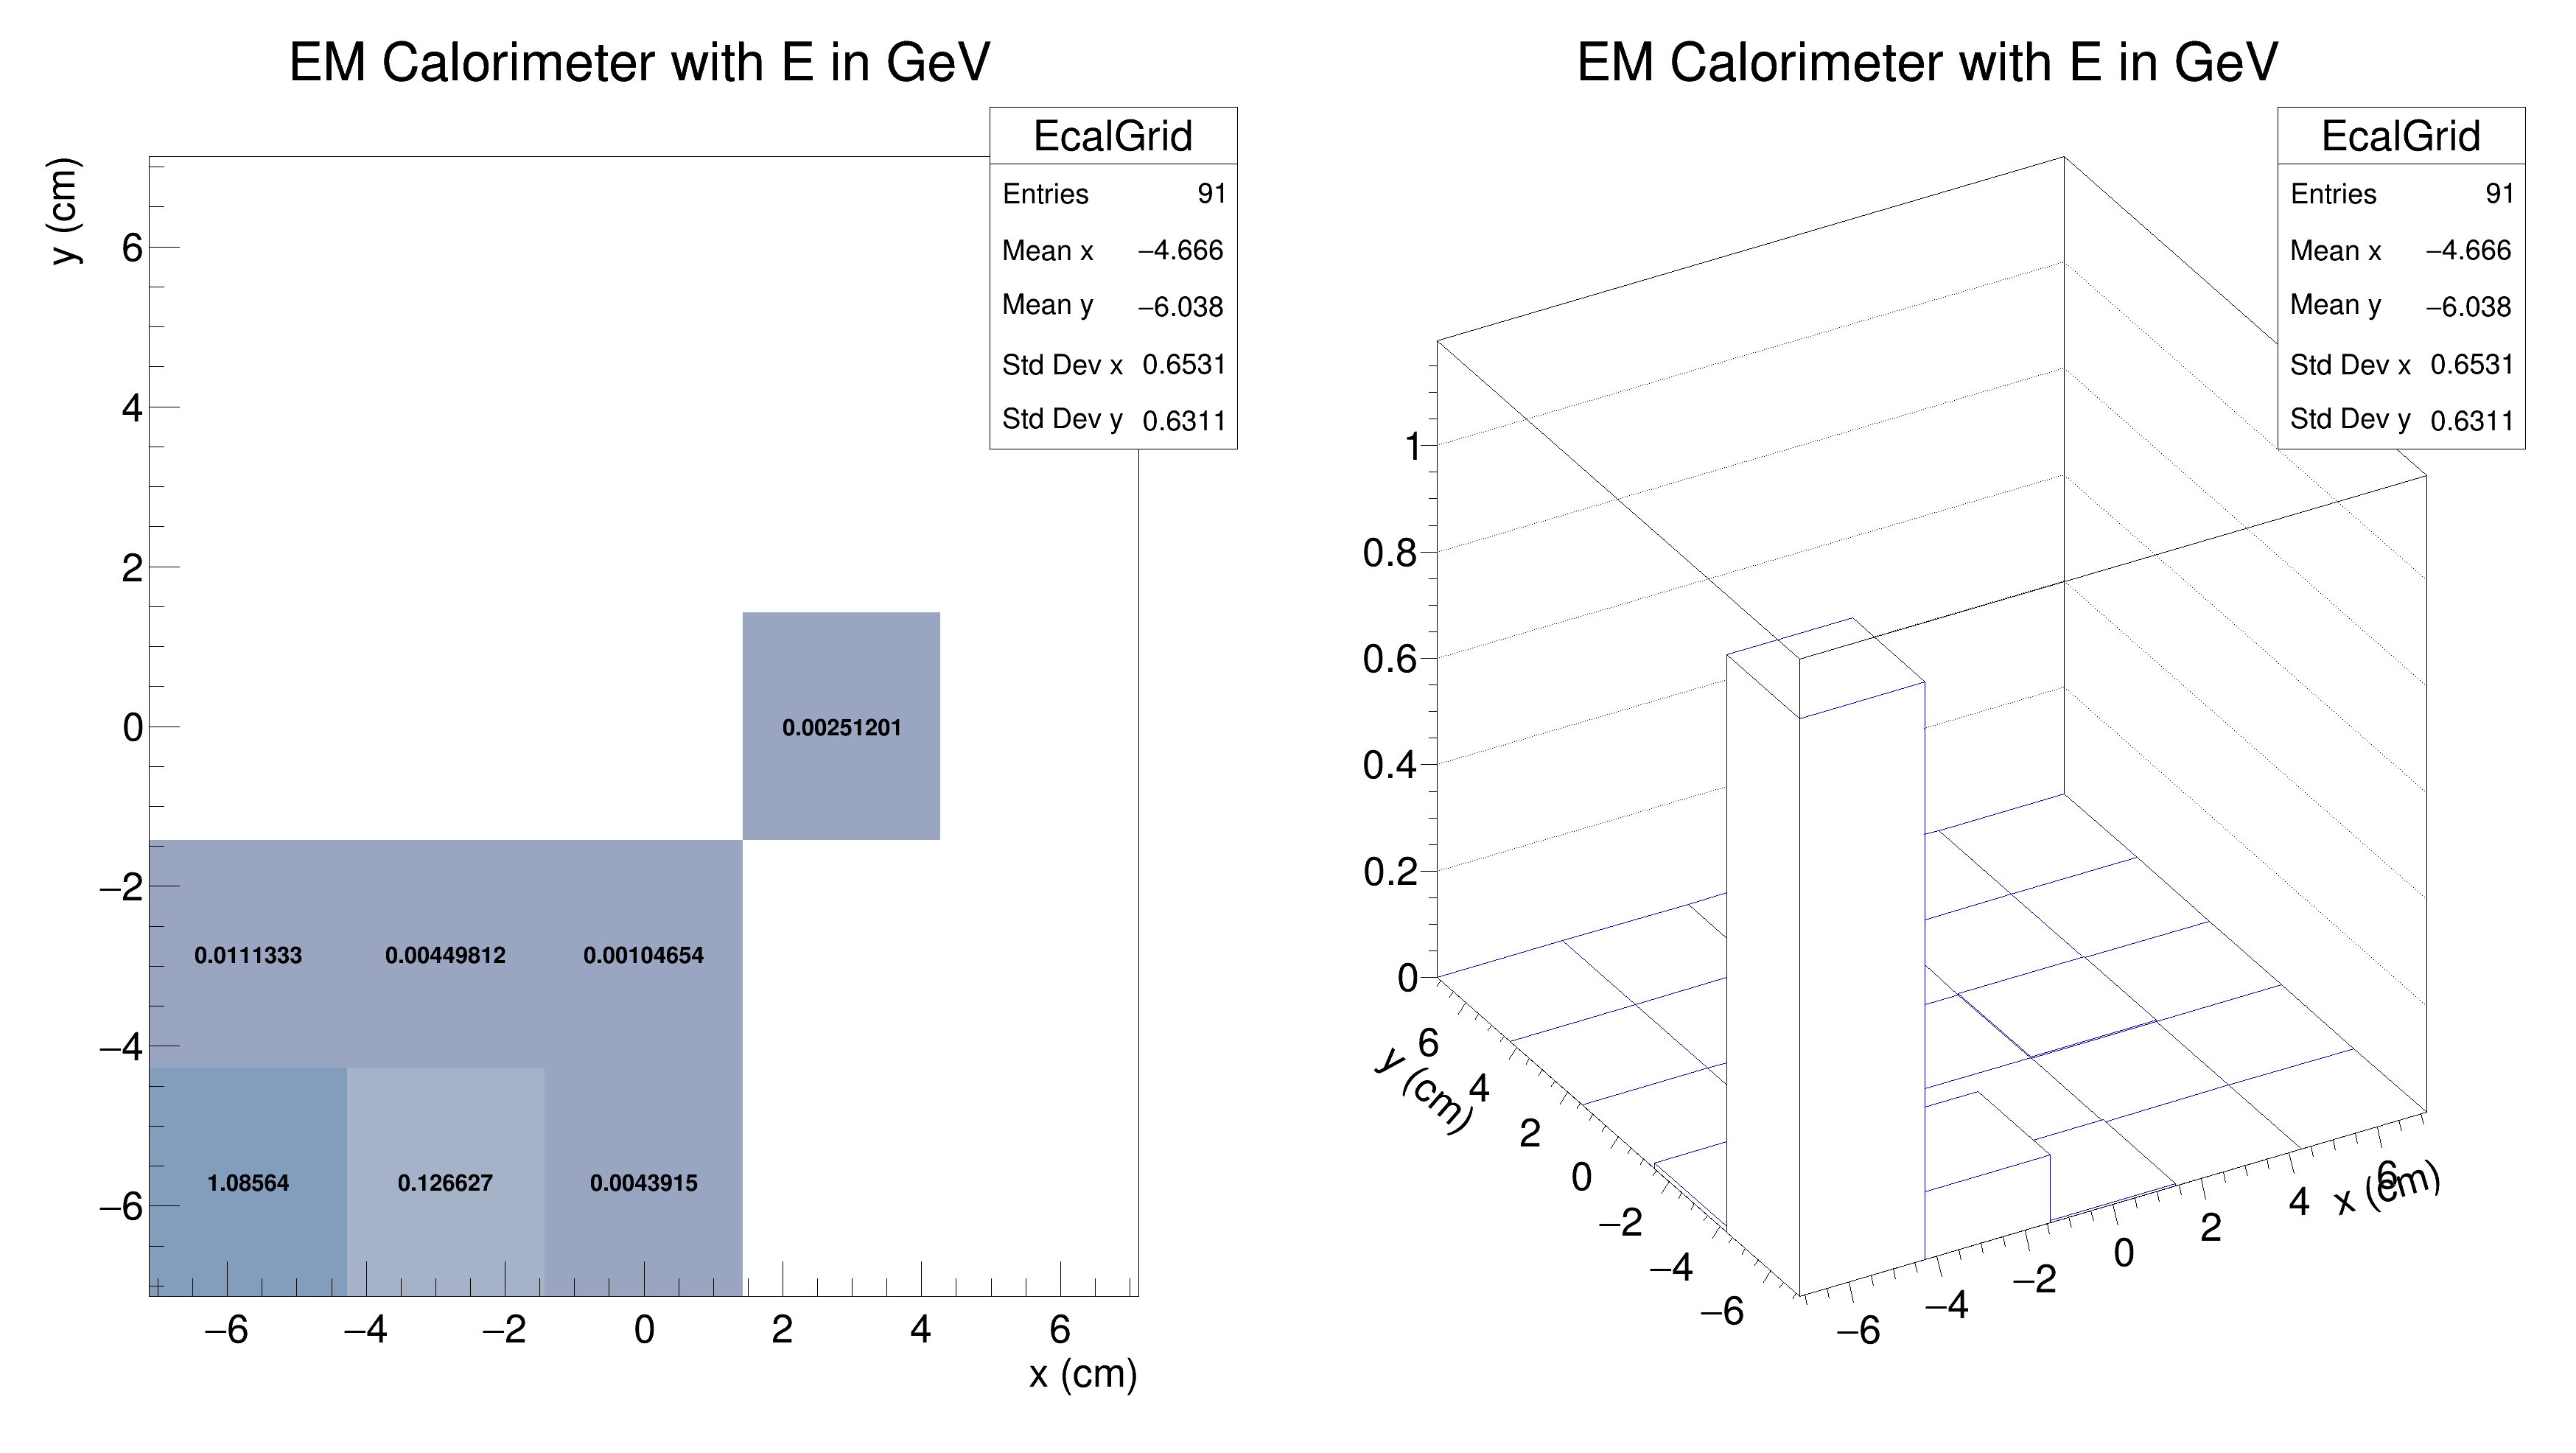 EM Calorimeter with E in GeV
EcalGrid
Entries 91
Mean x −4.666
Mean y −6.038
Std Dev x 0.6531
Std Dev y 0.6311
y (cm)
6
4
2
0
−2
−4
−6
0.00251201
0.0111333 0.00449812 0.00104654
1.08564 0.126627 0.0043915
−6 −4 −2 0 2 4 6
x (cm)
EM Calorimeter with E in GeV
EcalGrid
Entries 91
Mean x −4.666
Mean y −6.038
Std Dev x 0.6531
Std Dev y 0.6311
1
0.8
0.6
0.4
0.2
0
y (cm)
6
4
2
0
−2
−4
−6
−6
−4
−2
0
2
4
6
x (cm)